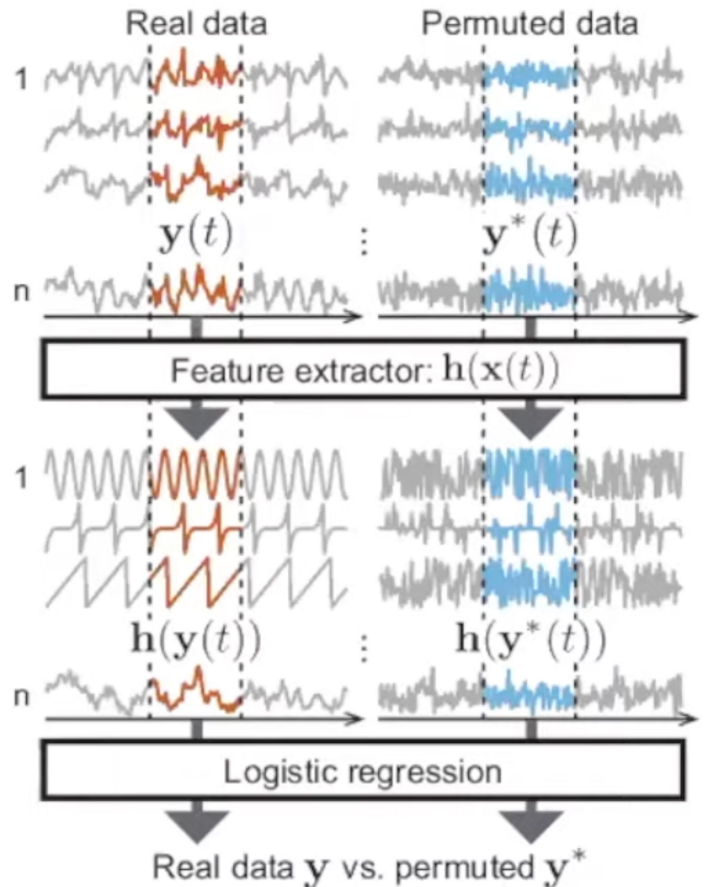 Real data Permuted data
1
y(t) ⋮ y*(t)
n
Feature extractor: h(x(t))
1
h(y(t)) ⋮ h(y*(t))
n
Logistic regression
Real data y vs. permuted y*